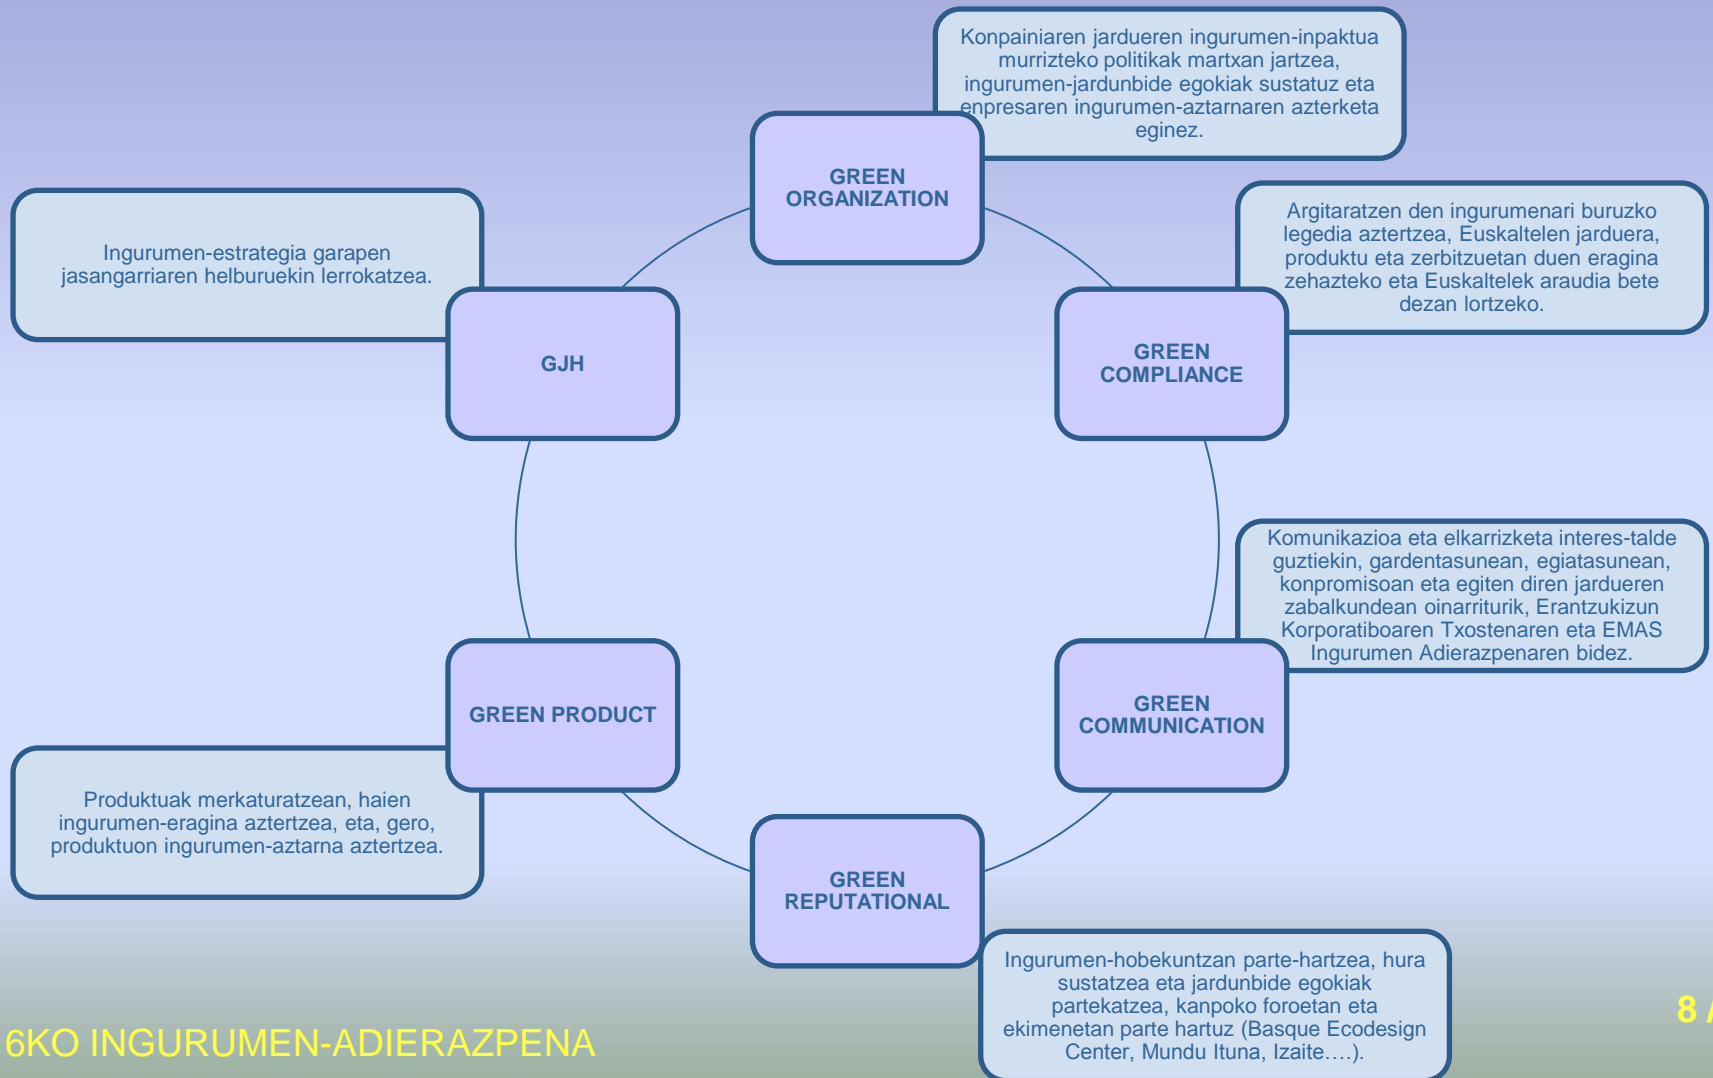 Konpainiaren jardueren ingurumen-inpaktua
murrizteko politikak martxan jartzea,
ingurumen-jardunbide egokiak sustatuz eta
enpresaren ingurumen-aztarnaren azterketa
eginez.
GREEN
ORGANIZATION
Argitaratzen den ingurumenari buruzko
legedia aztertzea, Euskaltelen jarduera,
produktu eta zerbitzuetan duen eragina
zehazteko eta Euskaltelek araudia bete
dezan lortzeko.
GREEN
COMPLIANCE
Komunikazioa eta elkarrizketa interes-talde
guztiekin, gardentasunean, egiatasunean,
konpromisoan eta egiten diren jardueren
zabalkundean oinarriturik, Erantzukizun
Korporatiboaren Txostenaren eta EMAS
Ingurumen Adierazpenaren bidez.
GREEN
COMMUNICATION
GREEN
REPUTATIONAL
Ingurumen-hobekuntzan parte-hartzea, hura
sustatzea eta jardunbide egokiak
partekatzea, kanpoko foroetan eta
ekimenetan parte hartuz (Basque Ecodesign
Center, Mundu Ituna, Izaite….).
GREEN PRODUCT
Produktuak merkaturatzean, haien
ingurumen-eragina aztertzea, eta, gero,
produktuon ingurumen-aztarna aztertzea.
Ingurumen-estrategia garapen
jasangarriaren helburuekin lerrokatzea.
GJH
6KO INGURUMEN-ADIERAZPENA
8